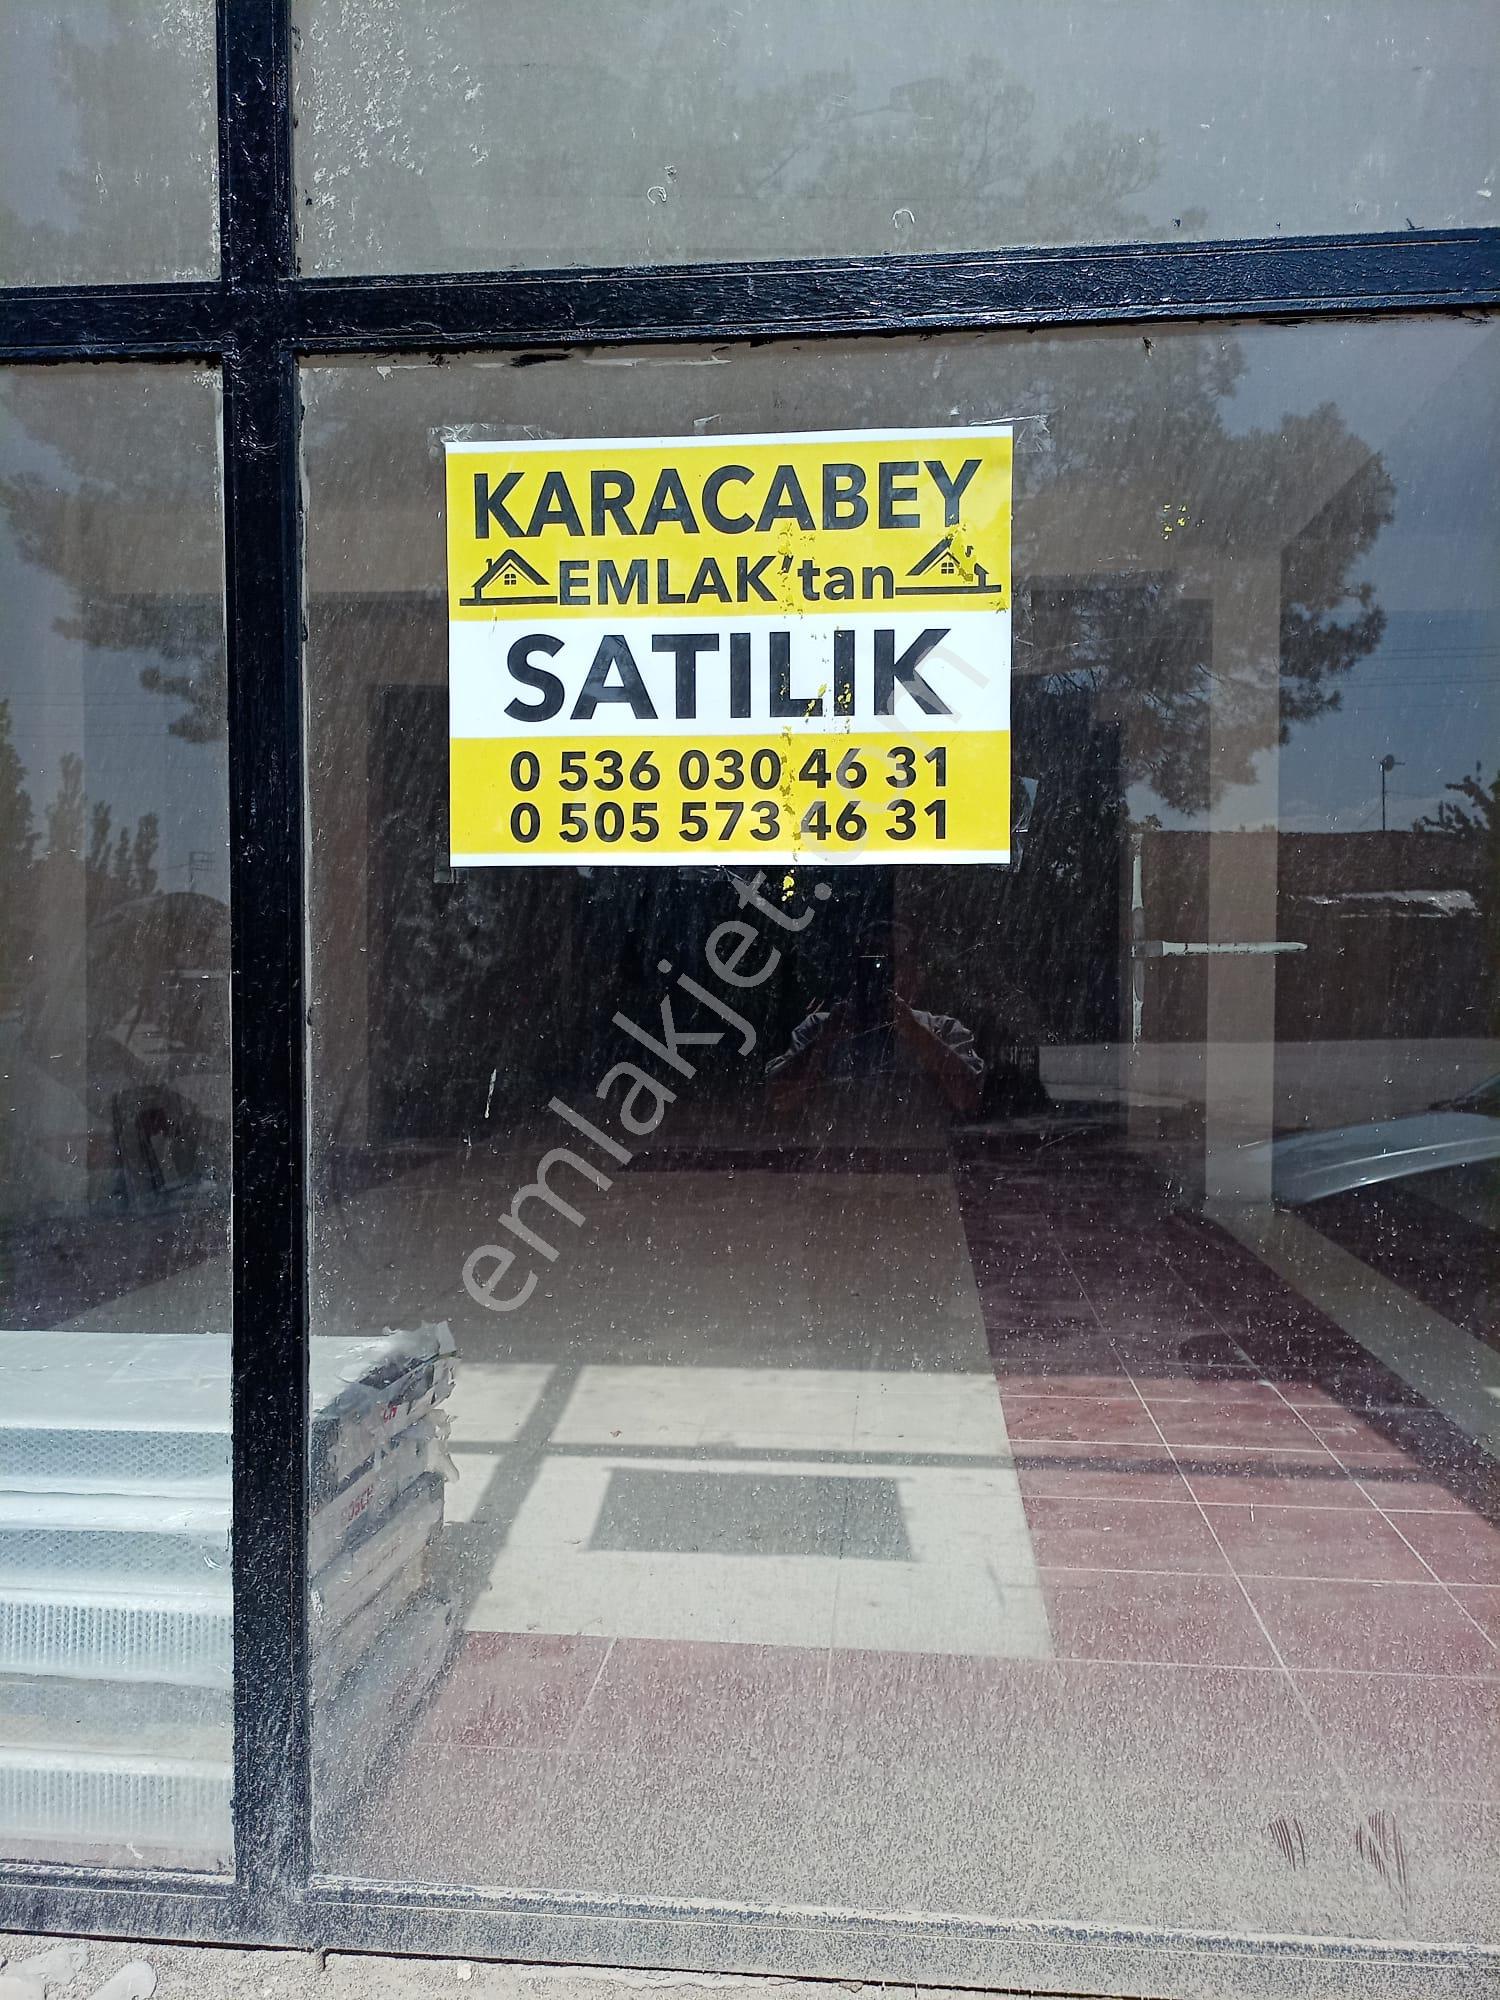 KARACABEY
EMLAK'tan
SATILIK
0 536 030 46 31
0 505 573 46 31
emlakjet.com